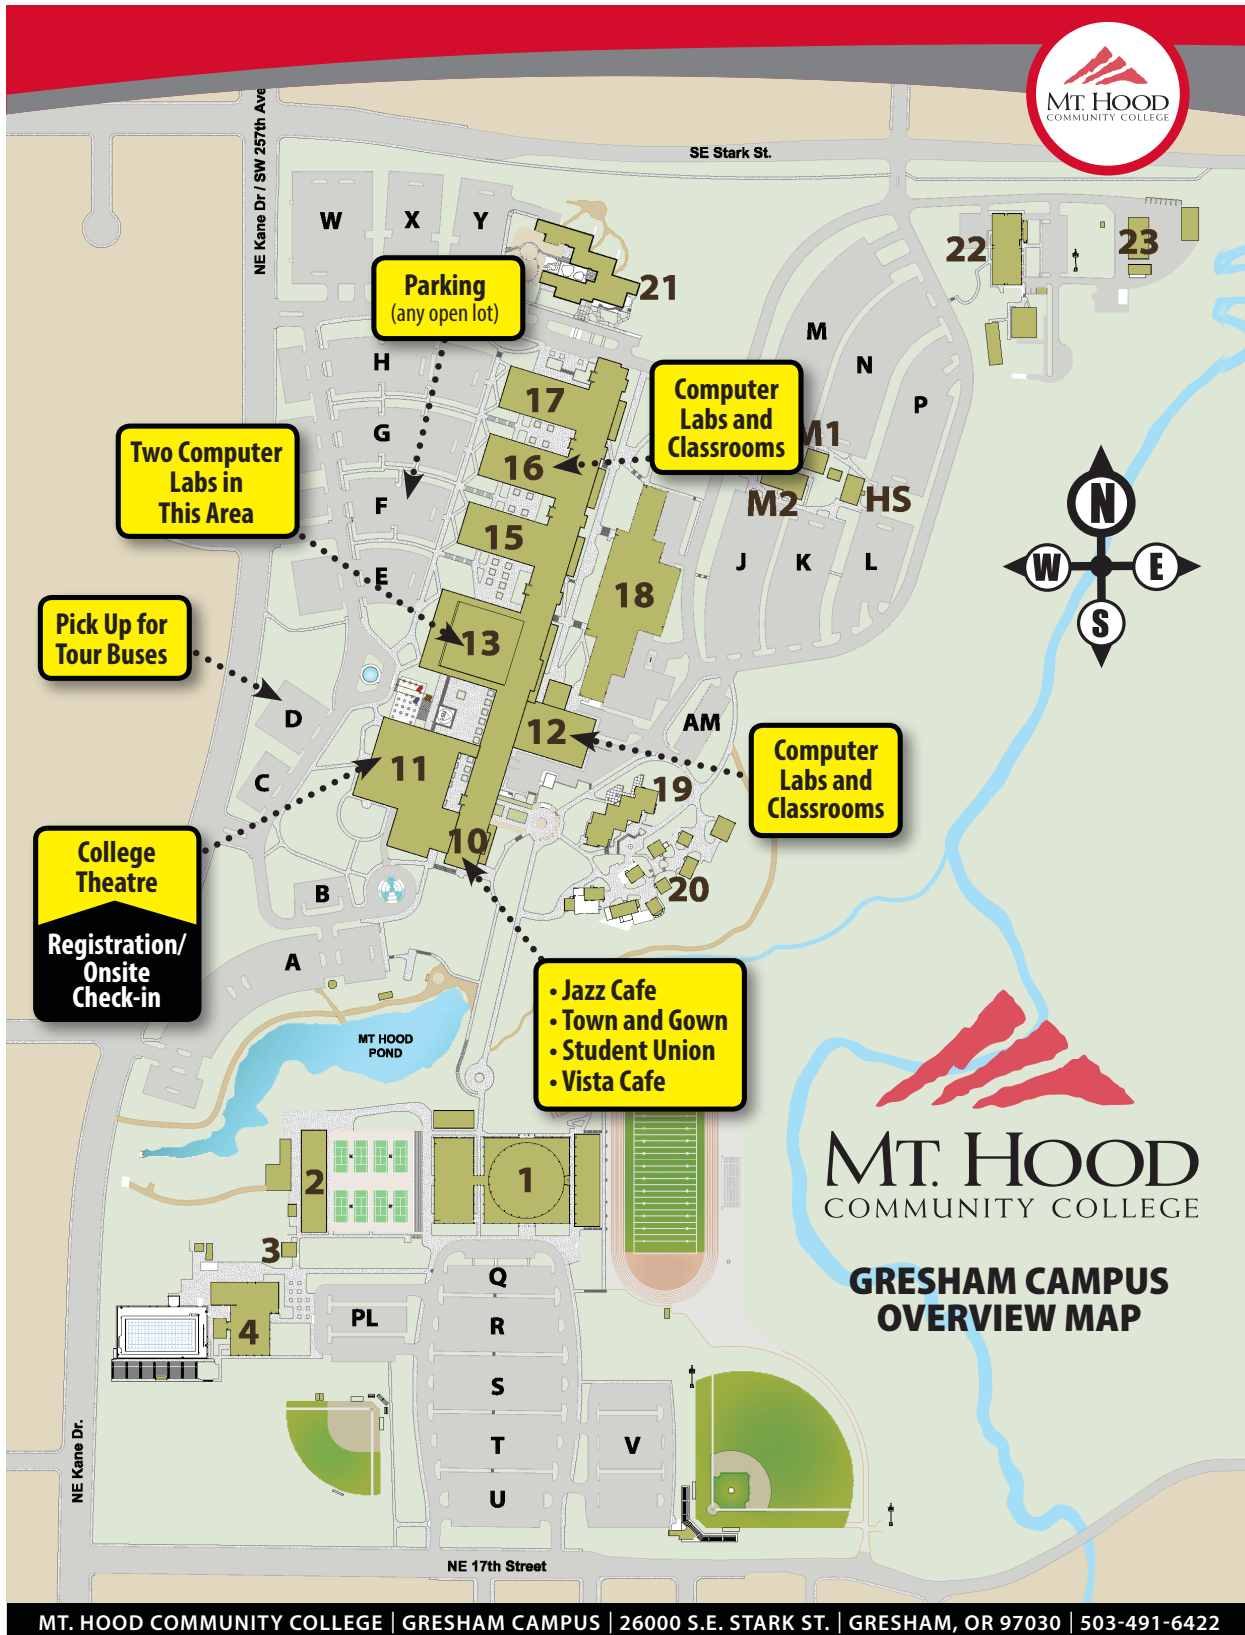 MT. HOOD
COMMUNITY COLLEGE
NE Kane Dr / SW 257th Ave
SE Stark St.
W
X
Y
22
23
21
Parking
(any open lot)
M
N
P
H
G
F
E
17
16
15
Computer
Labs and
Classrooms
M1
M2
HS
J
K
L
Two Computer
Labs in
This Area
N
W
E
S
18
13
Pick Up for
Tour Buses
D
C
AM
12
11
10
19
20
Computer
Labs and
Classrooms
College
Theatre
Registration/
Onsite
Check-in
B
A
• Jazz Cafe
• Town and Gown
• Student Union
• Vista Cafe
MT HOOD
POND
MT. HOOD
COMMUNITY COLLEGE
GRESHAM CAMPUS
OVERVIEW MAP
2
1
3
4
PL
Q
R
S
T
U
V
NE Kane Dr.
NE 17th Street
MT. HOOD COMMUNITY COLLEGE | GRESHAM CAMPUS | 26000 S.E. STARK ST. | GRESHAM, OR 97030 | 503-491-6422